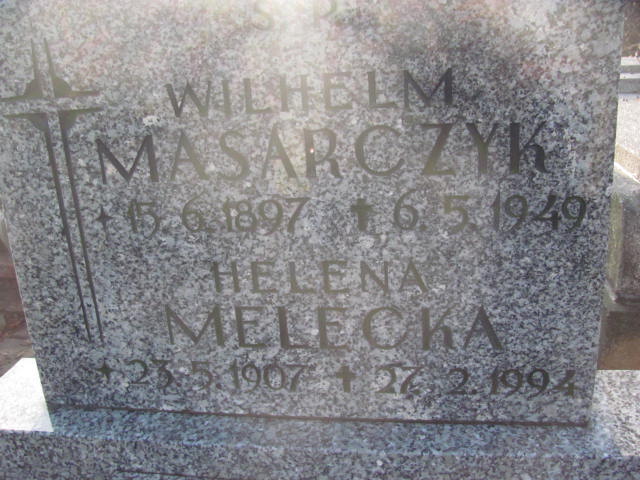 Ś. P.
WILHELM
MASARCZYK
* 15.6.1897 ✝ 6.5.1949
HELENA
MELECKA
* 23.5.1907 ✝ 27.2.1994